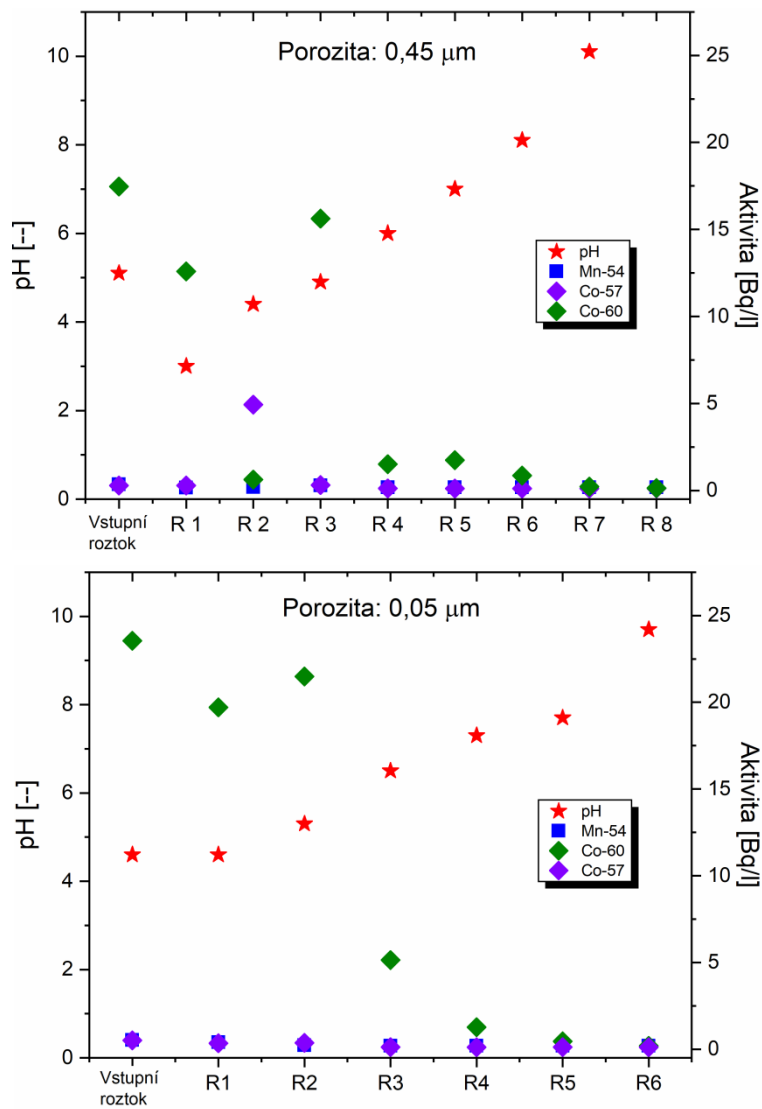 Porozita: 0,45 μm
10
8
6
4
2
0
pH [--]
25
20
15
10
5
0
Aktivita [Bq/l]
pH
Mn-54
Co-57
Co-60
Vstupní
roztok
R 1
R 2
R 3
R 4
R 5
R 6
R 7
R 8
Porozita: 0,05 μm
10
8
6
4
2
0
pH [--]
25
20
15
10
5
0
Aktivita [Bq/l]
pH
Mn-54
Co-60
Co-57
Vstupní
roztok
R1
R2
R3
R4
R5
R6